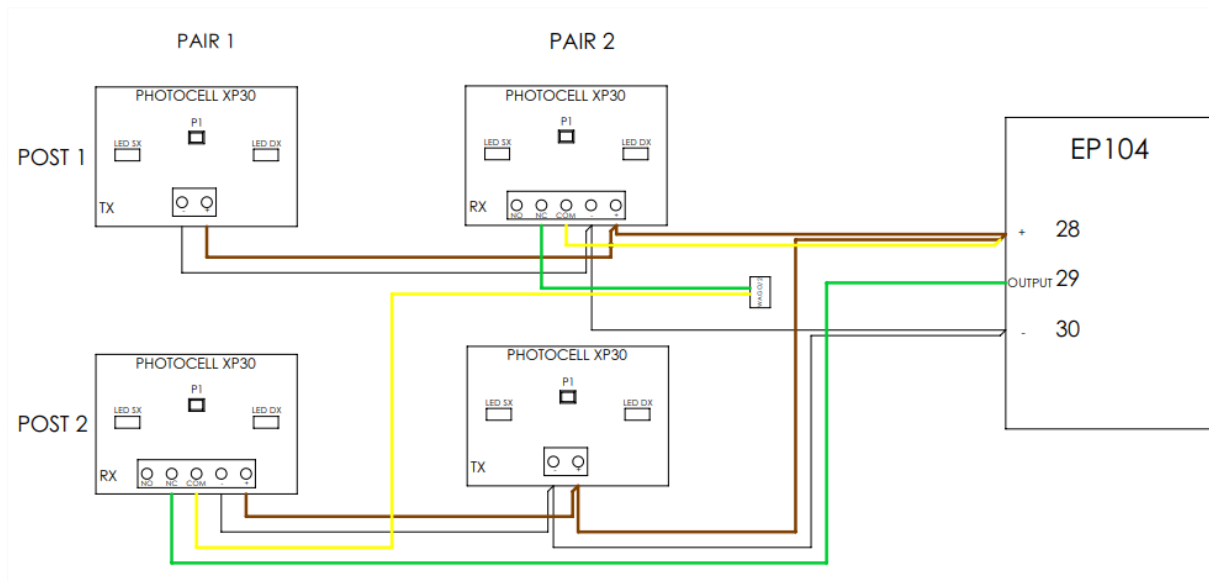 PAIR 1
PAIR 2
POST 1
PHOTOCELL XP30
P1
LED SX
LED DX
TX
-
+
PHOTOCELL XP30
P1
LED SX
LED DX
RX
NO NC COM - +
EP104
+ 28
OUTPUT 29
- 30
WAGO/2
POST 2
PHOTOCELL XP30
P1
LED SX
LED DX
RX
NO NC COM - +
PHOTOCELL XP30
P1
LED SX
LED DX
TX
- +